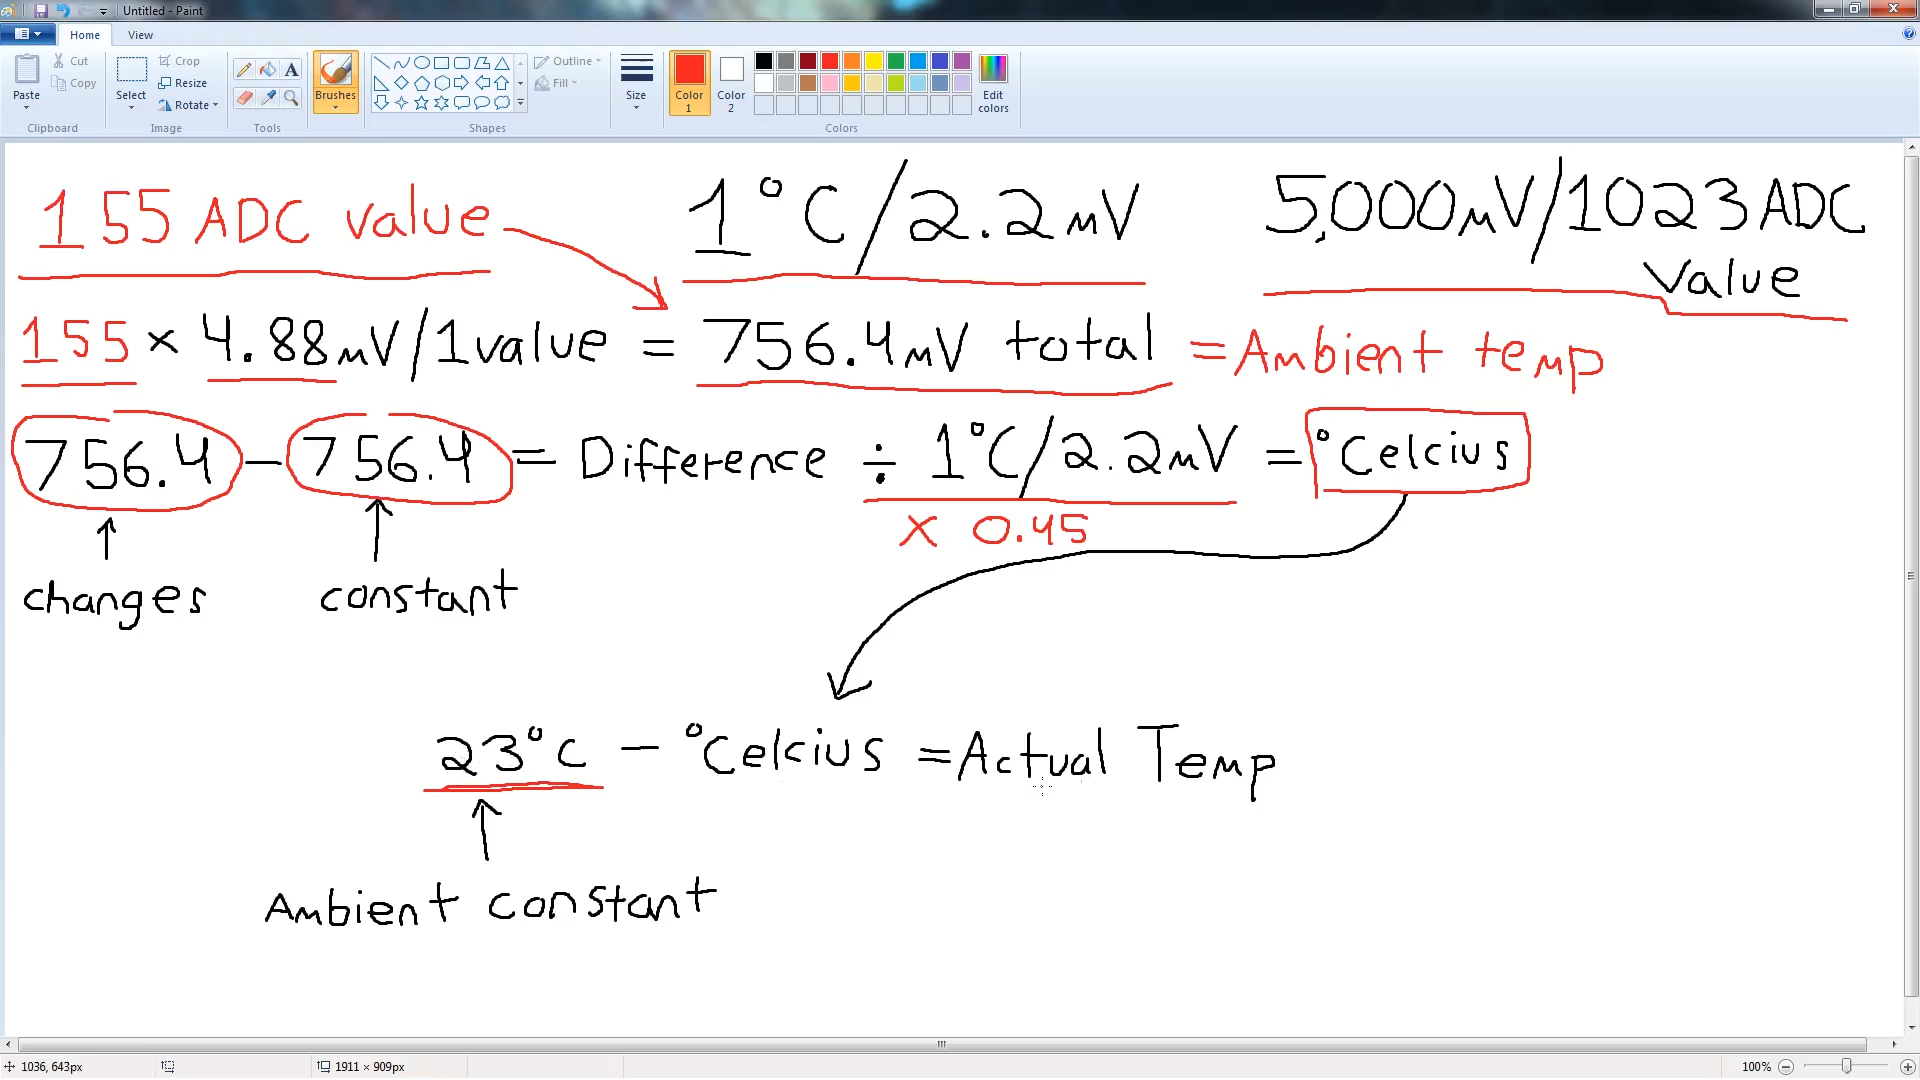 Untitled - Paint
Home View
Cut
Copy
Paste
Clipboard
Crop
Resize
Rotate
Select
Image
Tools
Brushes
Outline
Fill
Shapes
Size
Color 1
Color 2
Colors
Edit colors
155 ADC value
1°C/2.2mV
5,000mV/1023 ADC
Value
155 × 4.88mV/1value = 756.4mV total = Ambient temp
756.4 - 756.4 = Difference ÷ 1°C/2.2mV = °Celcius
x 0.45
changes
constant
23°C - °Celcius = Actual Temp
Ambient constant
1036, 643px
1911 × 909px
100%